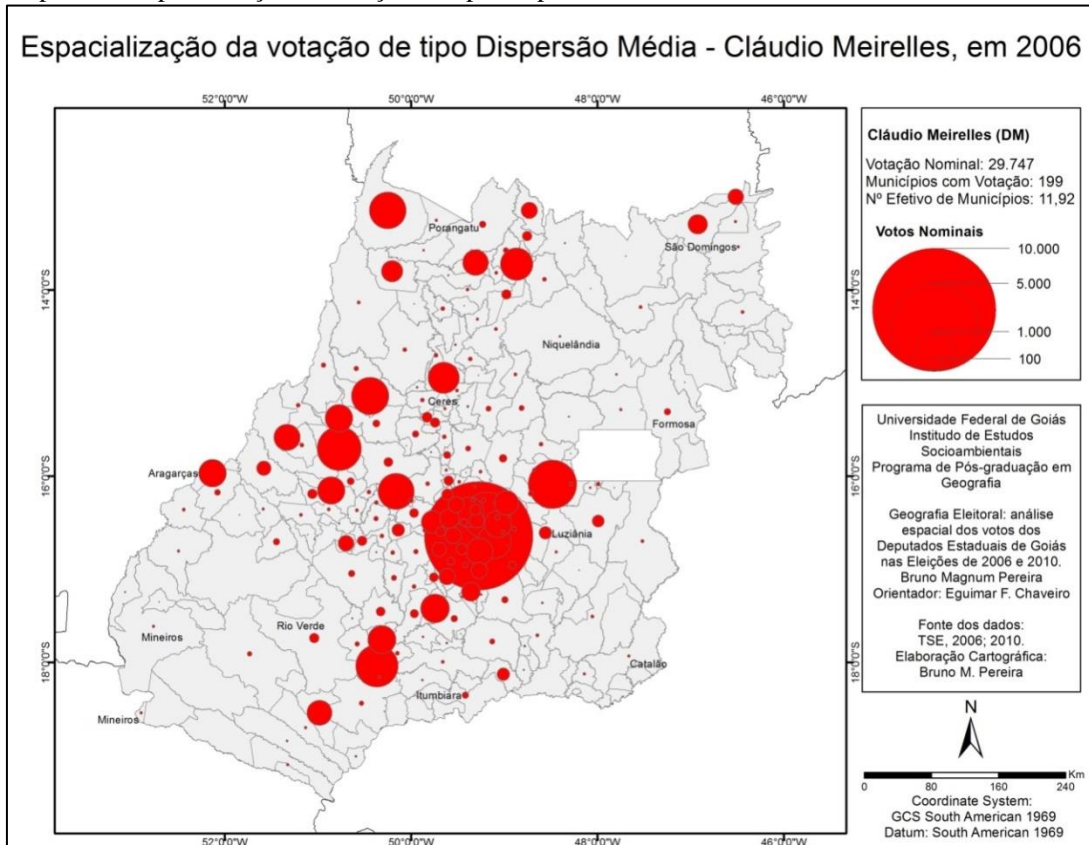 Espacialização da votação de tipo Dispersão Média - Cláudio Meirelles, em 2006
52°0'0"W 50°0'0"W 48°0'0"W 46°0'0"W
Cláudio Meirelles (DM)
Votação Nominal: 29.747
Municípios com Votação: 199
Nº Efetivo de Municípios: 11,92
Votos Nominais
10.000
5.000
1.000
100
Porangatu
São Domingos
14°0'0"S
14°0'0"S
Niquelândia
Ceres
Formosa
Aragarças
16°0'0"S
16°0'0"S
Luziânia
Rio Verde
Mineiros
Catalão
18°0'0"S
18°0'0"S
Itumbiara
Mineiros
52°0'0"W 50°0'0"W 48°0'0"W 46°0'0"W
Universidade Federal de Goiás
Institudo de Estudos
Socioambientais
Programa de Pós-graduação em
Geografia
Geografia Eleitoral: análise
espacial dos votos dos
Deputados Estaduais de Goiás
nas Eleições de 2006 e 2010.
Bruno Magnum Pereira
Orientador: Eguimar F. Chaveiro
Fonte dos dados:
TSE, 2006; 2010.
Elaboração Cartográfica:
Bruno M. Pereira
N
Km
0 80 160 240
Coordinate System:
GCS South American 1969
Datum: South American 1969